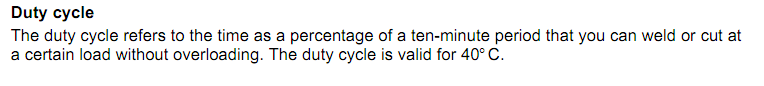 Duty cycle
The duty cycle refers to the time as a percentage of a ten-minute period that you can weld or cut at
a certain load without overloading. The duty cycle is valid for 40° C.